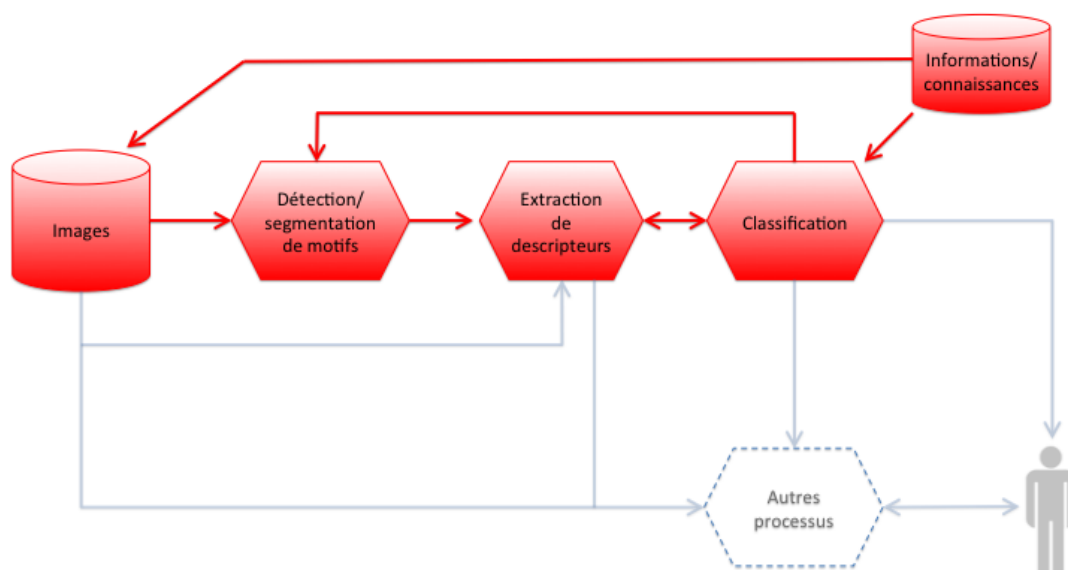 Informations/
connaissances
Images
Détection/
segmentation
de motifs
Extraction
de
descripteurs
Classification
Autres
processus